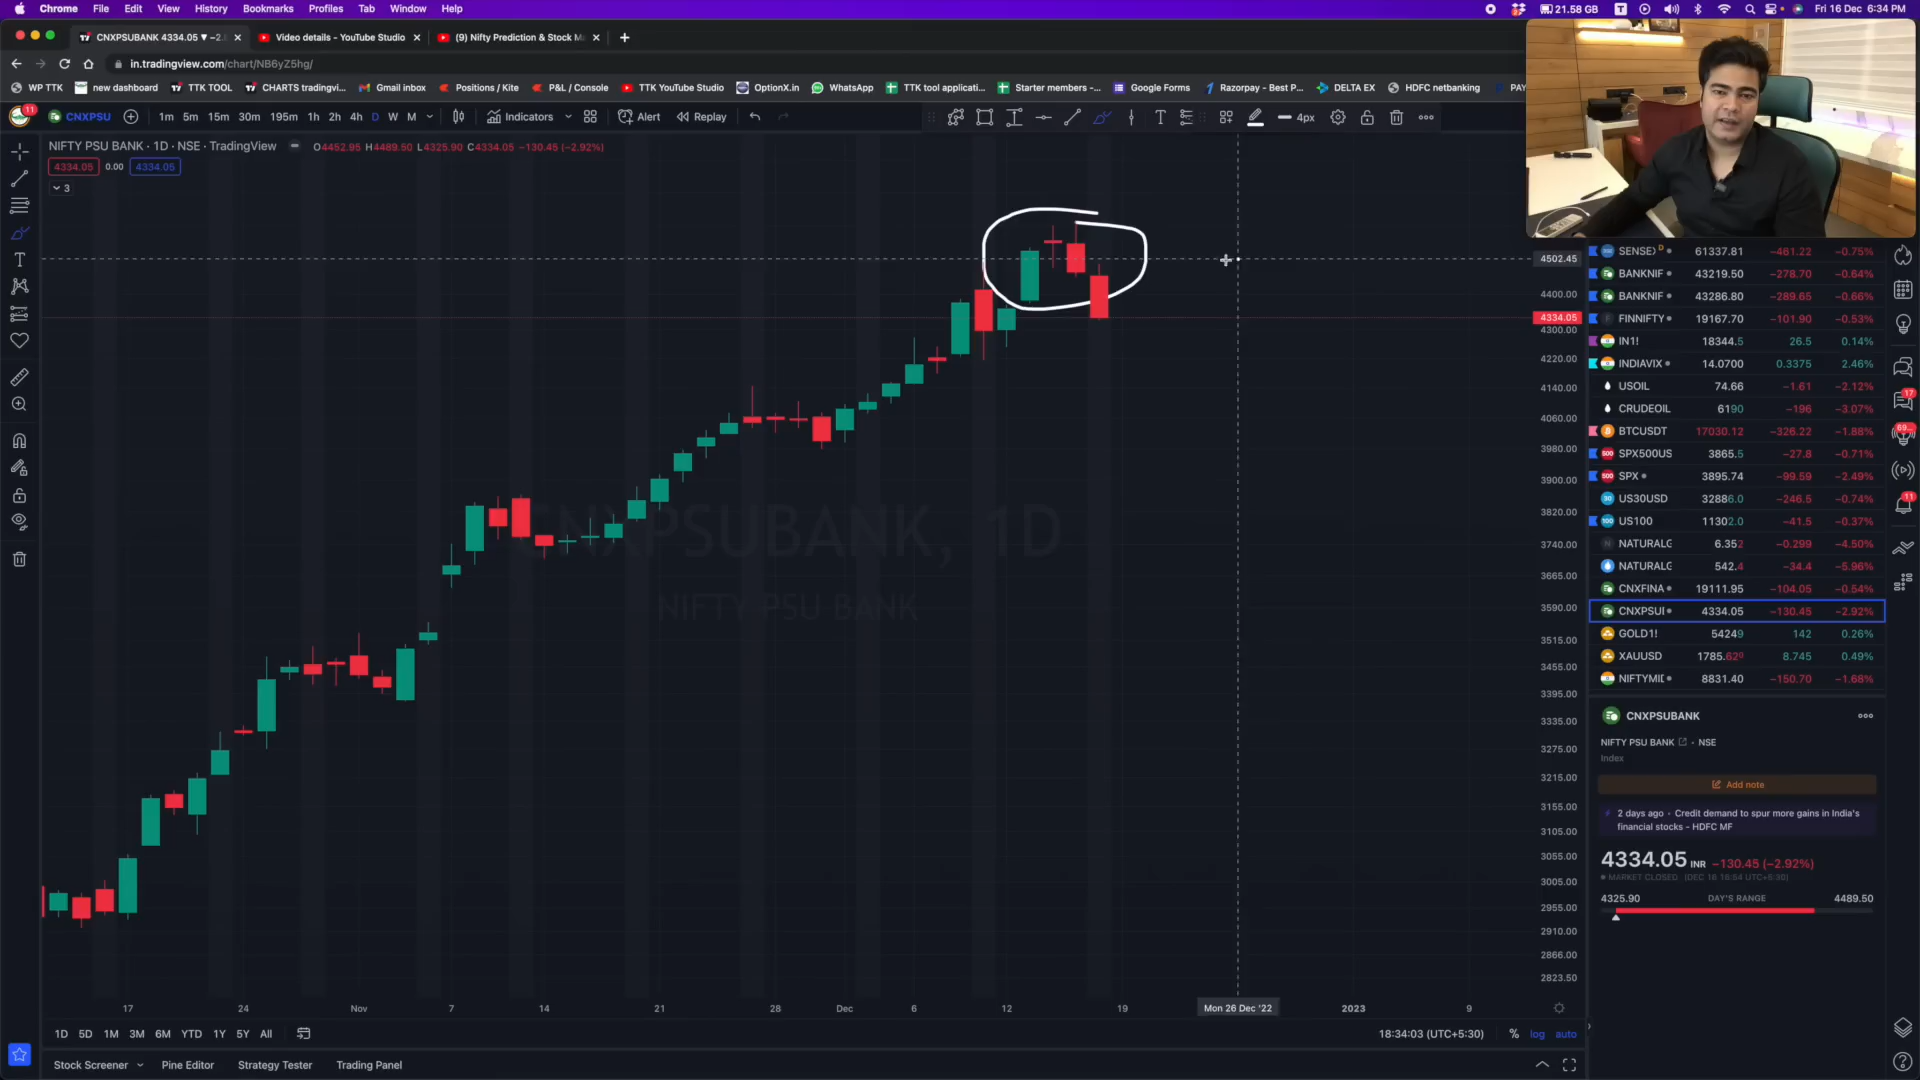 Chrome File Edit View History Bookmarks Profiles Tab Window Help
21.58 GB
Fri 16 Dec 6:34 PM
CNXPSUBANK 4334.05 ▼ −2.
Video details - YouTube Studio
(9) Nifty Prediction & Stock M
in.tradingview.com/chart/NB6yZ5hg/
WP TTK new dashboard TTK TOOL CHARTS tradingvi... Gmail inbox Positions / Kite P&L / Console TTK YouTube Studio OptionX.in WhatsApp TTK tool applicati... Starter members -... Google Forms Razorpay - Best P... DELTA EX HDFC netbanking PAY
11 CNXPSU 1m 5m 15m 30m 195m 1h 2h 4h D W M Indicators Alert Replay T 4px
NIFTY PSU BANK · 1D · NSE · TradingView
O4452.95 H4489.50 L4325.90 C4334.05 −130.45 (−2.92%)
4334.05 0.00 4334.05
3
CNXPSUBANK, 1D
NIFTY PSU BANK
4502.45
4400.00
4334.05
4300.00
4220.00
4140.00
4060.00
3980.00
3900.00
3820.00
3740.00
3665.00
3590.00
3515.00
3455.00
3395.00
3335.00
3275.00
3215.00
3155.00
3105.00
3055.00
3005.00
2955.00
2910.00
2866.00
2823.50
17 24 Nov 7 14 21 28 Dec 6 12 19 Mon 26 Dec '22 2023 9
1D 5D 1M 3M 6M YTD 1Y 5Y All
18:34:03 (UTC+5:30) % log auto
Stock Screener Pine Editor Strategy Tester Trading Panel
SENSE D 61337.81 −461.22 −0.75%
BANKNIF 43219.50 −278.70 −0.64%
BANKNIF 43286.80 −289.65 −0.66%
FINNIFTY 19167.70 −101.90 −0.53%
IN1! 18344.5 26.5 0.14%
INDIAVIX 14.0700 0.3375 2.46%
USOIL 74.66 −1.61 −2.12%
CRUDEOIL 6190 −196 −3.07%
BTCUSDT 17030.12 −326.22 −1.88%
SPX500US 3865.5 −27.8 −0.71%
SPX 3895.74 −99.59 −2.49%
US30USD 32886.0 −246.5 −0.74%
US100 11302.0 −41.5 −0.37%
NATURALG 6.352 −0.299 −4.50%
NATURALG 542.4 −34.4 −5.96%
CNXFINA 19111.95 −104.05 −0.54%
CNXPSU 4334.05 −130.45 −2.92%
GOLD1! 54249 142 0.26%
XAUUSD 1785.620 8.745 0.49%
NIFTYMI 8831.40 −150.70 −1.68%
CNXPSUBANK
NIFTY PSU BANK · NSE
Index
Add note
2 days ago · Credit demand to spur more gains in India's
financial stocks - HDFC MF
4334.05 INR −130.45 (−2.92%)
MARKET CLOSED (DEC 16 16:54 UTC+5:30)
4325.90 DAY'S RANGE 4489.50
17
69...
11